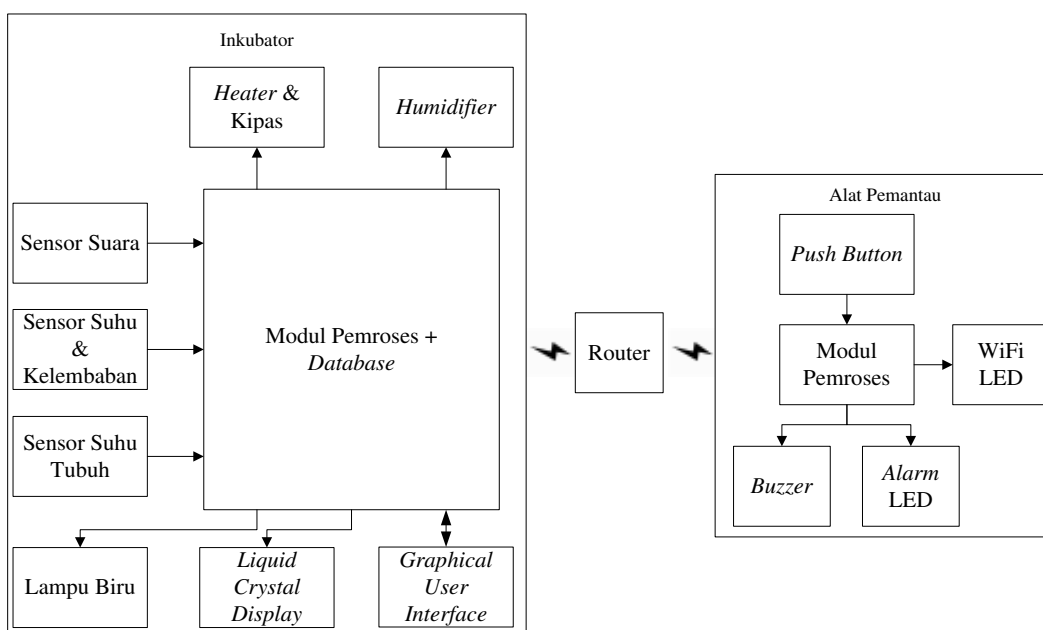 Inkubator
Heater &
Kipas
Humidifier
Sensor Suara
Sensor Suhu
&
Kelembaban
Sensor Suhu
Tubuh
Modul Pemroses +
Database
Lampu Biru
Liquid
Crystal
Display
Graphical
User
Interface
Router
Alat Pemantau
Push Button
Modul
Pemroses
WiFi
LED
Buzzer
Alarm
LED